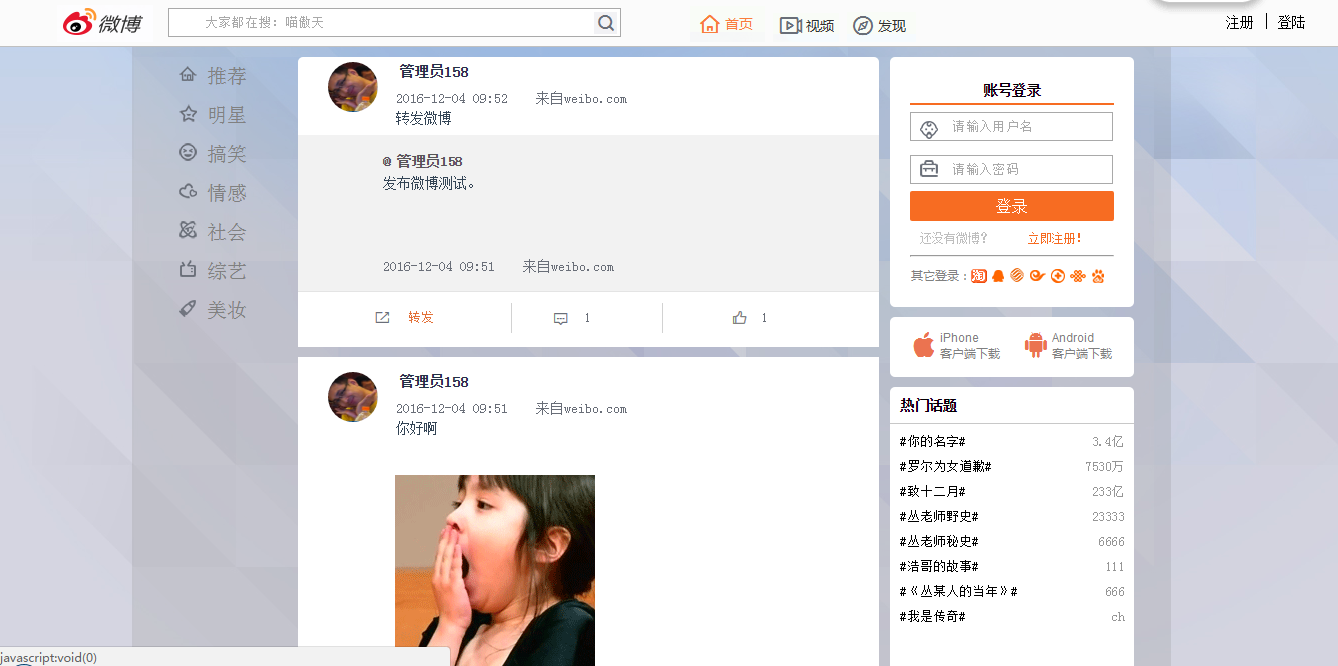 微博
大家都在搜: 喵傲天
首页
视频
发现
注册
登陆
推荐
明星
搞笑
情感
社会
综艺
美妆
管理员158
2016-12-04 09:52 来自weibo.com
转发微博
@ 管理员158
发布微博测试。
2016-12-04 09:51 来自weibo.com
转发
1
1
管理员158
2016-12-04 09:51 来自weibo.com
你好啊
账号登录
请输入用户名
请输入密码
登录
还没有微博? 立即注册!
其它登录: 淘
iPhone
客户端下载
Android
客户端下载
热门话题
#你的名字# 3.4亿
#罗尔为女道歉# 7530万
#致十二月# 233亿
#丛老师野史# 23333
#丛老师秘史# 6666
#浩哥的故事# 111
#《丛某人的当年》# 666
#我是传奇# ch
javascript:void(0)